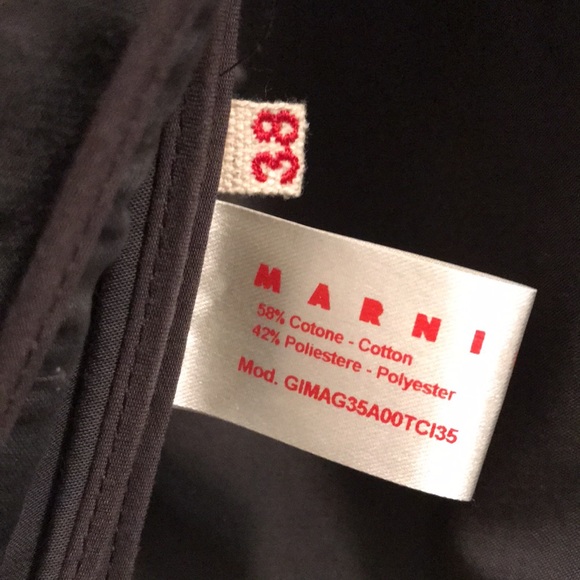 38
MARNI
58% Cotone - Cotton
42% Poliestere - Polyester
Mod. GIMAG35A00TCI35